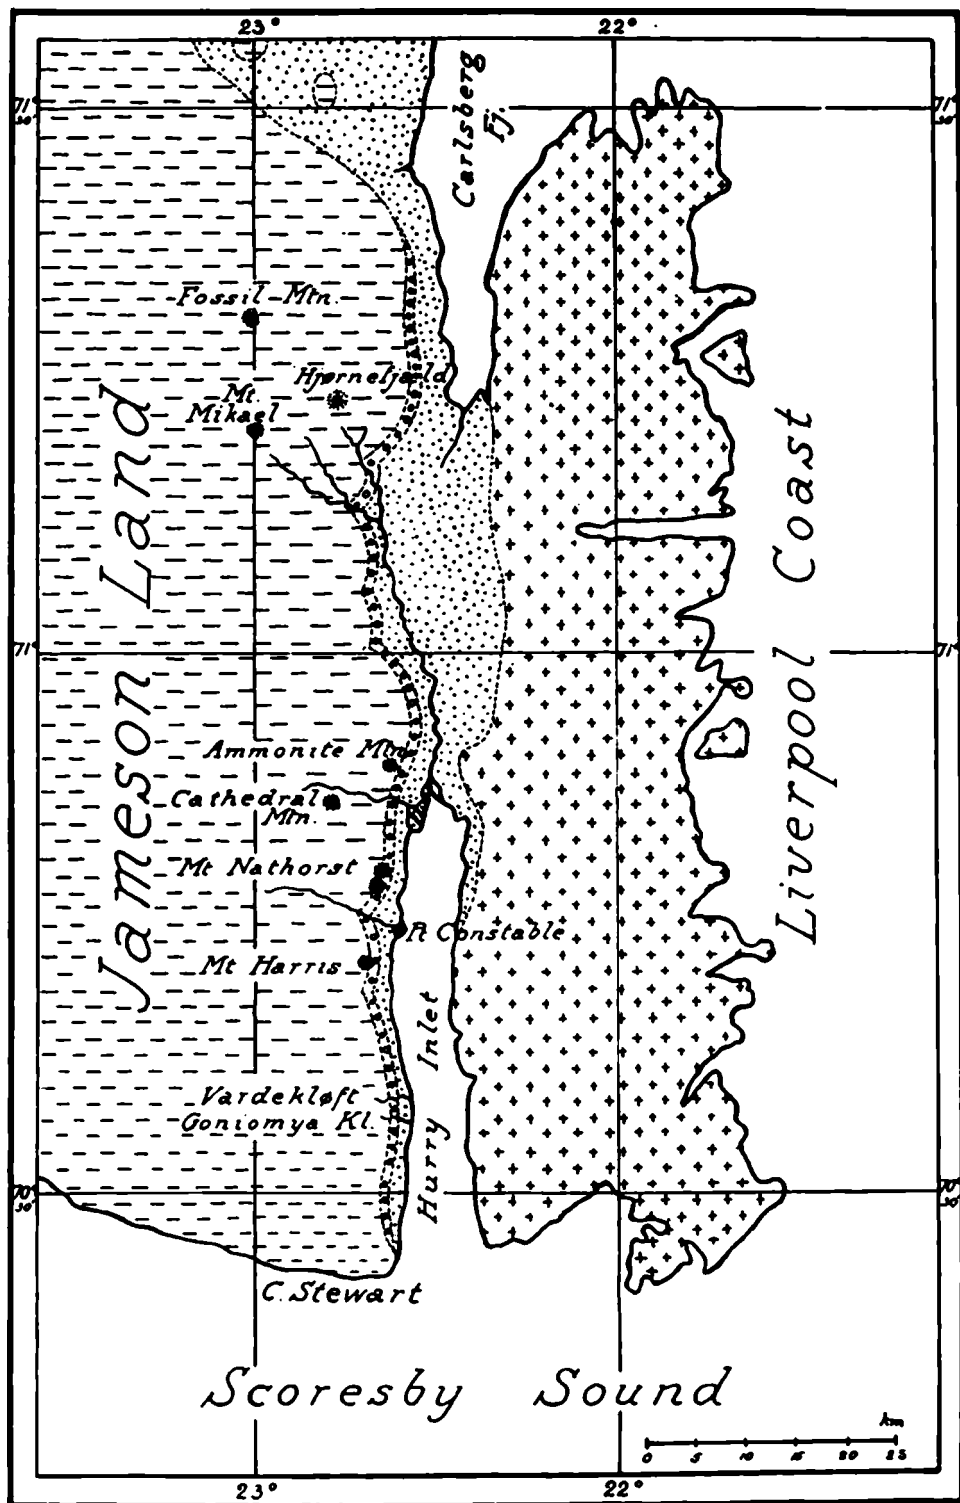 23° 22°
Carlsberg
Fj.
71°
30'
71°
30'
Fossil Mtn.
Hjørnefjæld
Mt.
Mikael
Jameson Land
Liverpool Coast
71°
71°
Ammonite Mtn.
Cathedral
Mtn.
Mt Nathorst
Pt Constable
Mt Harris
Hurry Inlet
Vardekløft
Goniomya Kl.
70°
30'
70°
30'
C. Stewart
Scoresby Sound
km
0 5 10 15 20 25
23° 22°